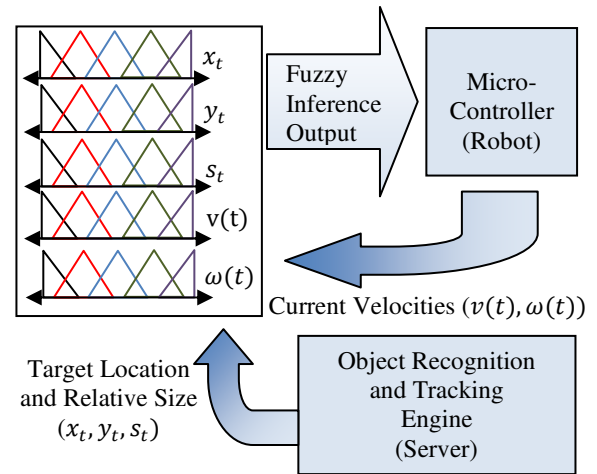 x_t
y_t
s_t
v(t)
ω(t)
Fuzzy
Inference
Output
Micro-
Controller
(Robot)
Current Velocities (v(t), ω(t))
Target Location
and Relative Size
(x_t, y_t, s_t)
Object Recognition
and Tracking
Engine
(Server)